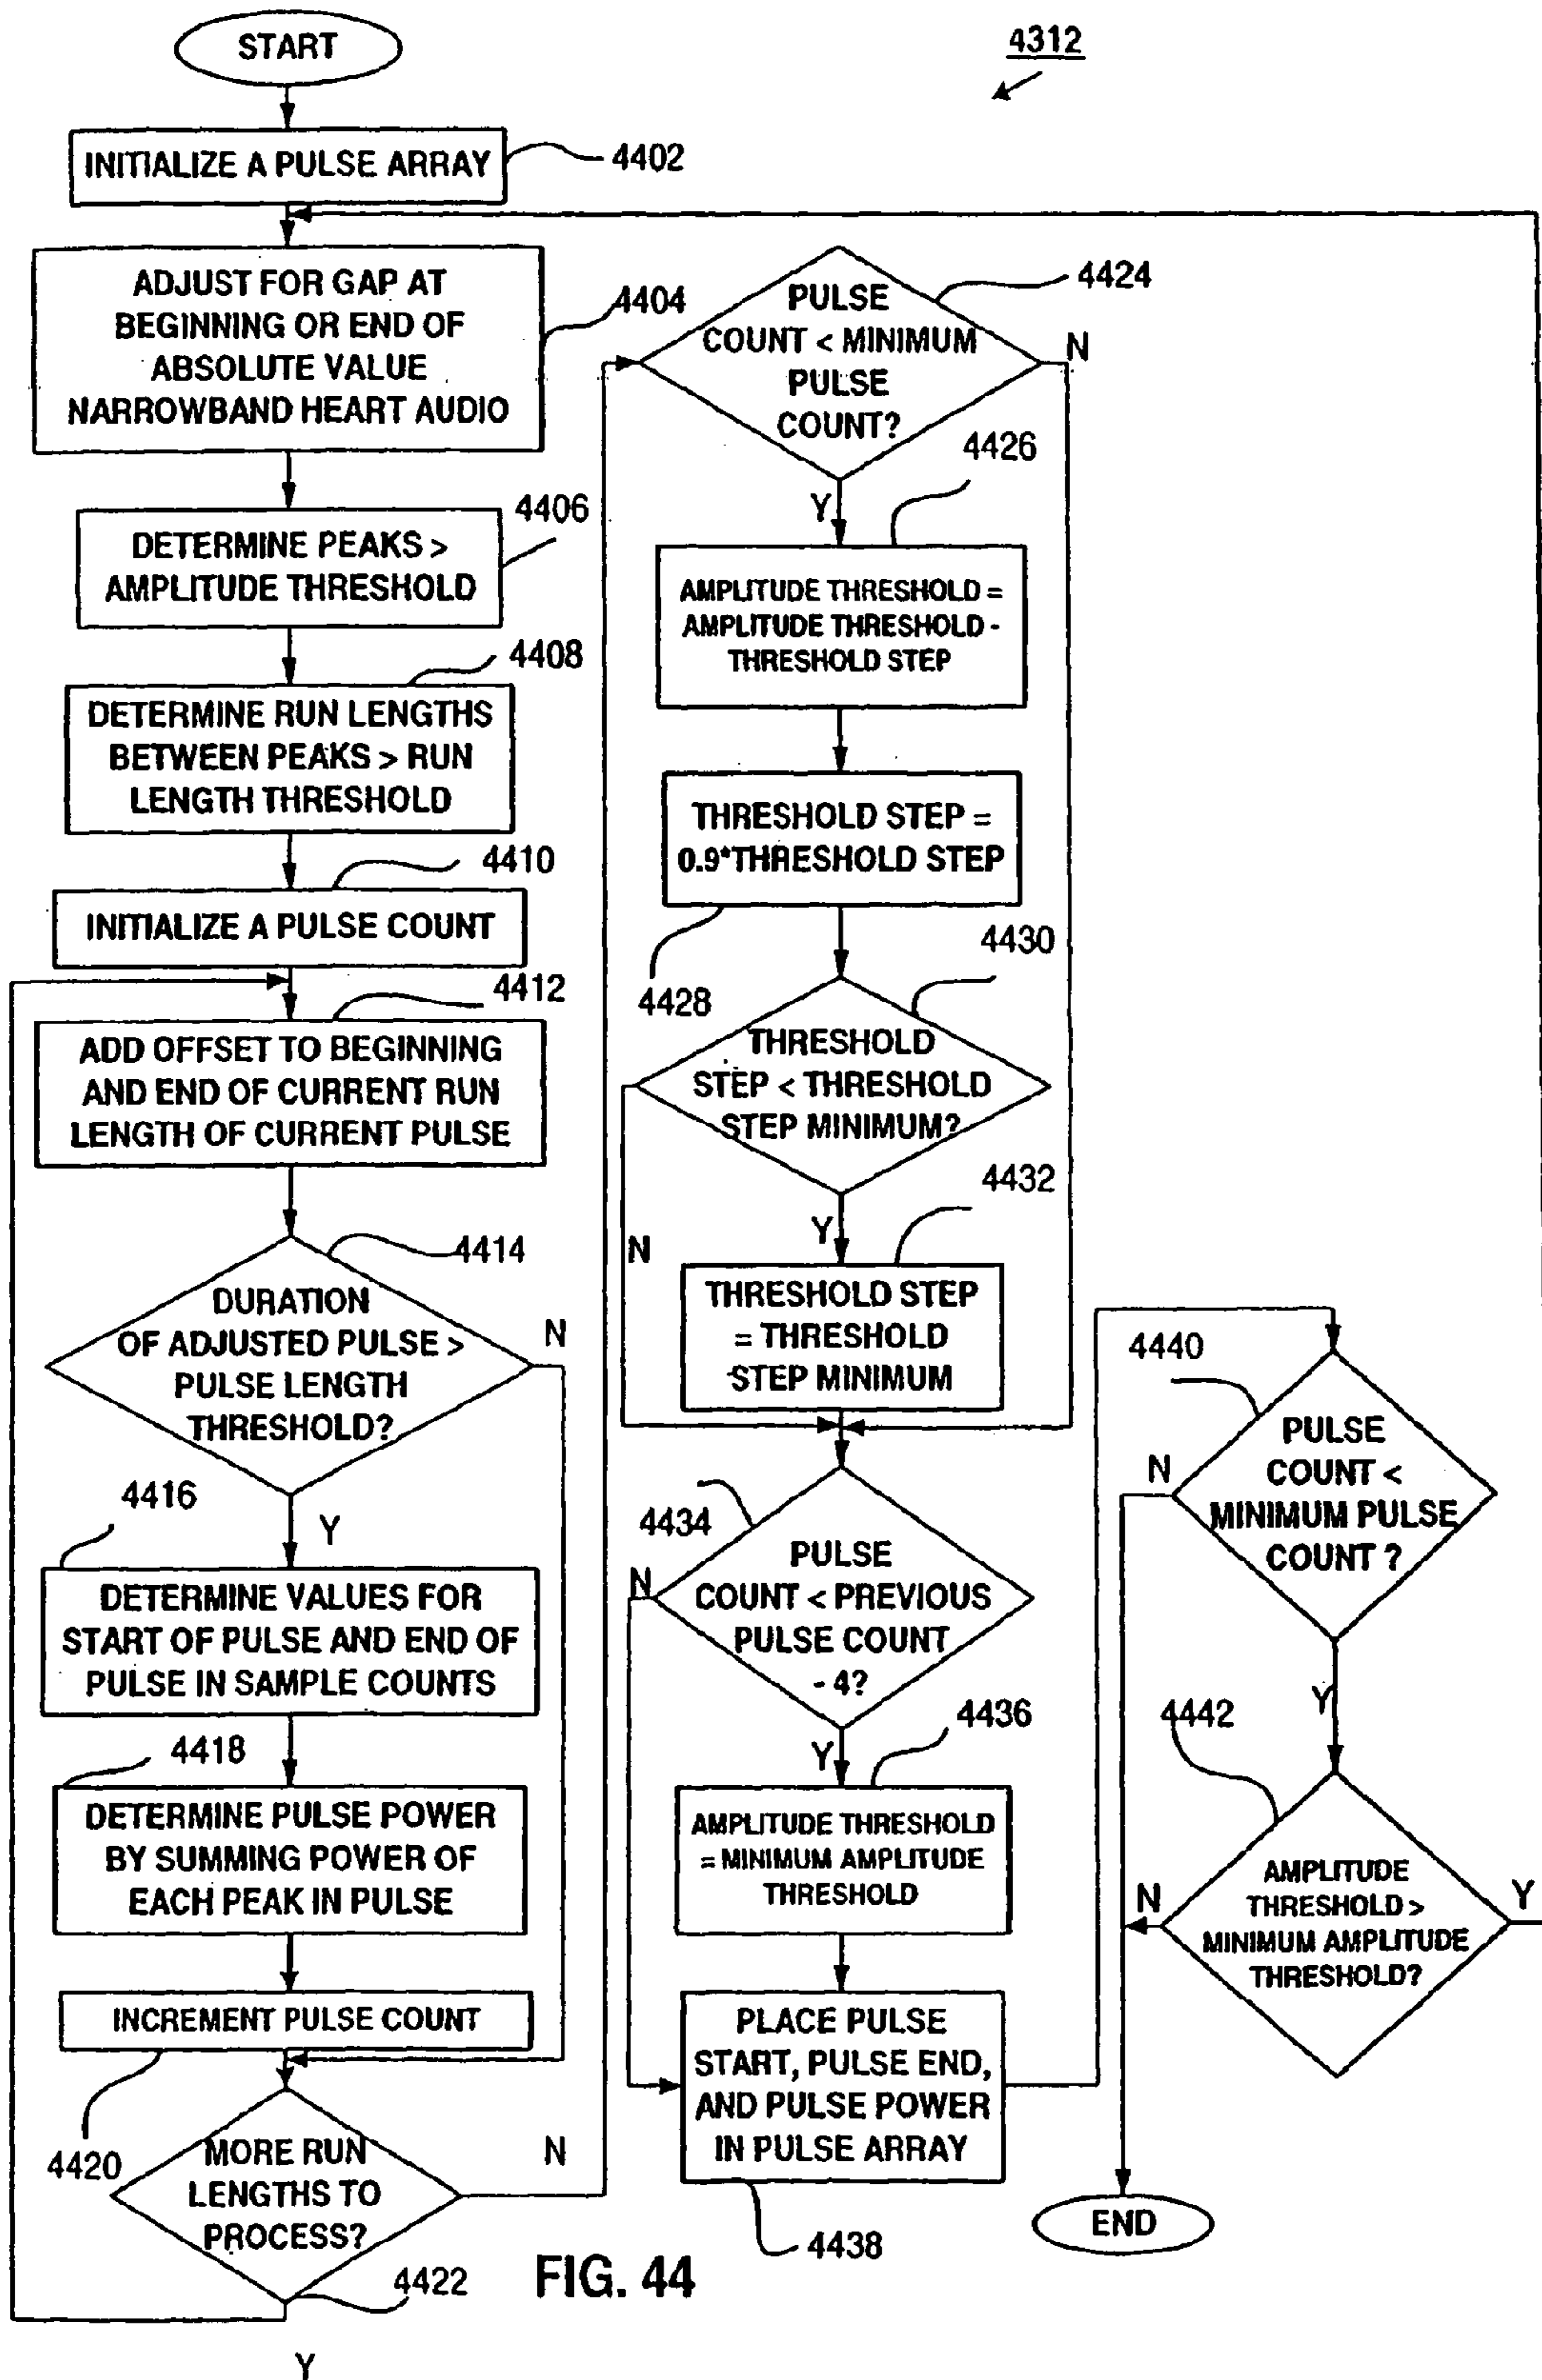 START
4312
INITIALIZE A PULSE ARRAY
4402
ADJUST FOR GAP AT
BEGINNING OR END OF
ABSOLUTE VALUE
NARROWBAND HEART AUDIO
4404
DETERMINE PEAKS >
AMPLITUDE THRESHOLD
4406
DETERMINE RUN LENGTHS
BETWEEN PEAKS > RUN
LENGTH THRESHOLD
4408
INITIALIZE A PULSE COUNT
4410
ADD OFFSET TO BEGINNING
AND END OF CURRENT RUN
LENGTH OF CURRENT PULSE
4412
DURATION
OF ADJUSTED PULSE >
PULSE LENGTH
THRESHOLD?
4414
N
Y
4416
DETERMINE VALUES FOR
START OF PULSE AND END OF
PULSE IN SAMPLE COUNTS
4418
DETERMINE PULSE POWER
BY SUMMING POWER OF
EACH PEAK IN PULSE
INCREMENT PULSE COUNT
4420
MORE RUN
LENGTHS TO
PROCESS?
N
4422
Y
PULSE
COUNT < MINIMUM
PULSE
COUNT?
4424
N
Y
4426
AMPLITUDE THRESHOLD =
AMPLITUDE THRESHOLD -
THRESHOLD STEP
THRESHOLD STEP =
0.9*THRESHOLD STEP
4428
4430
THRESHOLD
STEP < THRESHOLD
STEP MINIMUM?
N
Y
4432
THRESHOLD STEP
= THRESHOLD
STEP MINIMUM
4434
PULSE
COUNT < PREVIOUS
PULSE COUNT
- 4?
N
Y
4436
AMPLITUDE THRESHOLD
= MINIMUM AMPLITUDE
THRESHOLD
PLACE PULSE
START, PULSE END,
AND PULSE POWER
IN PULSE ARRAY
4438
4440
PULSE
COUNT <
MINIMUM PULSE
COUNT ?
N
Y
4442
AMPLITUDE
THRESHOLD >
MINIMUM AMPLITUDE
THRESHOLD?
N
Y
END
FIG. 44